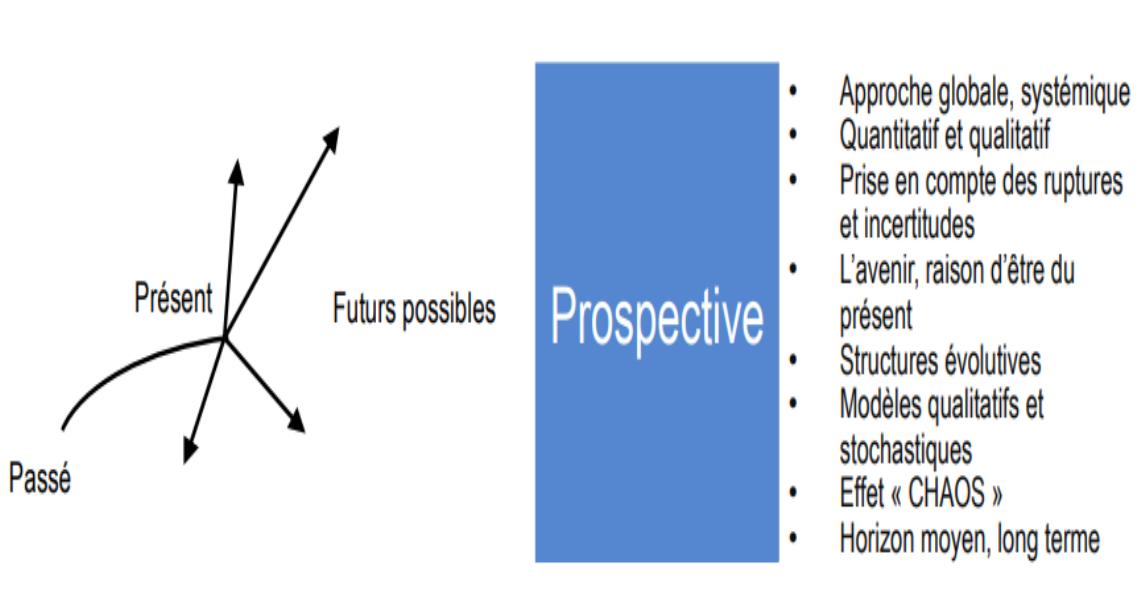 Présent
Futurs possibles
Passé
Prospective
• Approche globale, systémique
• Quantitatif et qualitatif
• Prise en compte des ruptures
et incertitudes
• L’avenir, raison d’être du
présent
• Structures évolutives
• Modèles qualitatifs et
stochastiques
• Effet « CHAOS »
• Horizon moyen, long terme